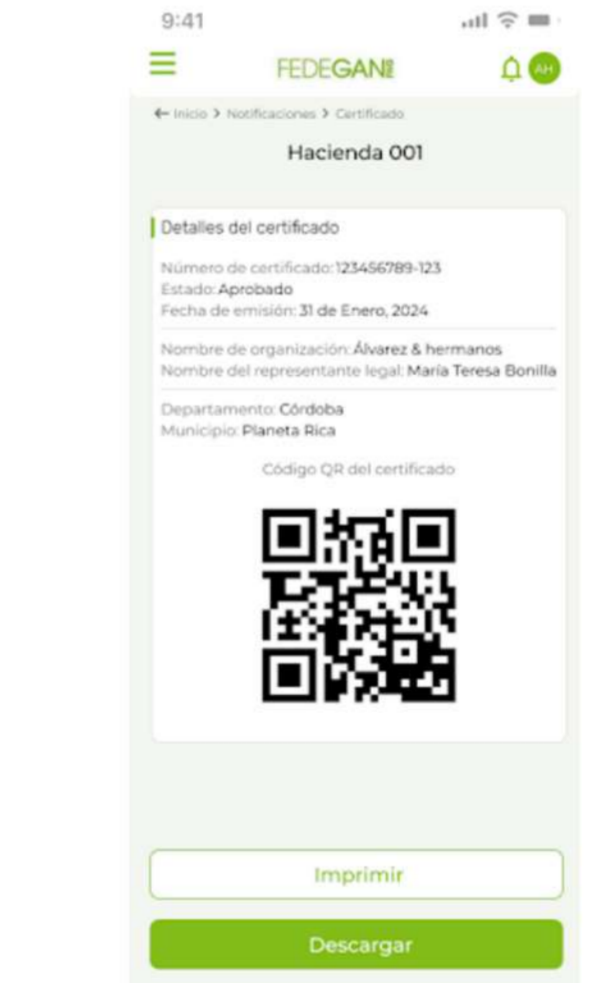 9:41
FEDEGAN
AH
← Inicio > Notificaciones > Certificado
Hacienda 001
Detalles del certificado
Número de certificado: 123456789-123
Estado: Aprobado
Fecha de emisión: 31 de Enero, 2024
Nombre de organización: Álvarez & hermanos
Nombre del representante legal: María Teresa Bonilla
Departamento: Córdoba
Municipio: Planeta Rica
Código QR del certificado
Imprimir
Descargar